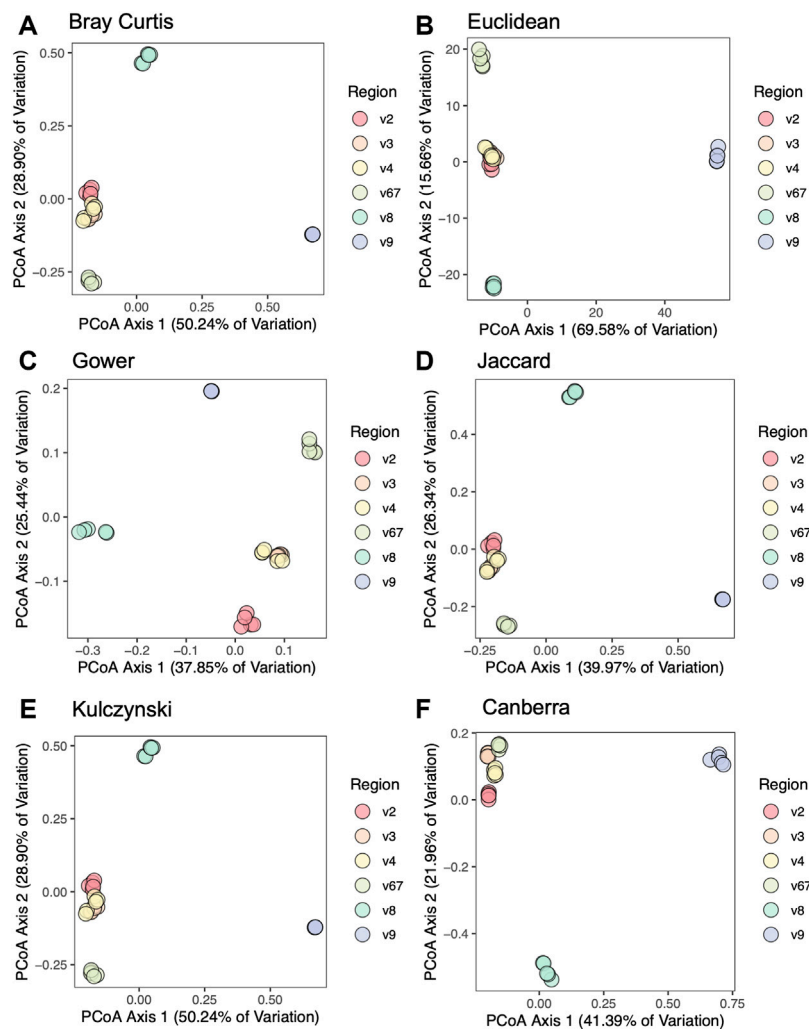 A Bray Curtis
PCoA Axis 2 (28.90% of Variation)
0.50
0.25
0.00
−0.25
0.00 0.25 0.50
PCoA Axis 1 (50.24% of Variation)
Region
v2
v3
v4
v67
v8
v9
B Euclidean
PCoA Axis 2 (15.66% of Variation)
20
10
0
−10
−20
0 20 40
PCoA Axis 1 (69.58% of Variation)
Region
v2
v3
v4
v67
v8
v9
C Gower
PCoA Axis 2 (25.44% of Variation)
0.2
0.1
0.0
−0.1
−0.3 −0.2 −0.1 0.0 0.1
PCoA Axis 1 (37.85% of Variation)
Region
v2
v3
v4
v67
v8
v9
D Jaccard
PCoA Axis 2 (26.34% of Variation)
0.4
0.2
0.0
−0.2
−0.25 0.00 0.25 0.50
PCoA Axis 1 (39.97% of Variation)
Region
v2
v3
v4
v67
v8
v9
E Kulczynski
PCoA Axis 2 (28.90% of Variation)
0.50
0.25
0.00
−0.25
0.00 0.25 0.50
PCoA Axis 1 (50.24% of Variation)
Region
v2
v3
v4
v67
v8
v9
F Canberra
PCoA Axis 2 (21.96% of Variation)
0.2
0.0
−0.2
−0.4
0.00 0.25 0.50 0.75
PCoA Axis 1 (41.39% of Variation)
Region
v2
v3
v4
v67
v8
v9